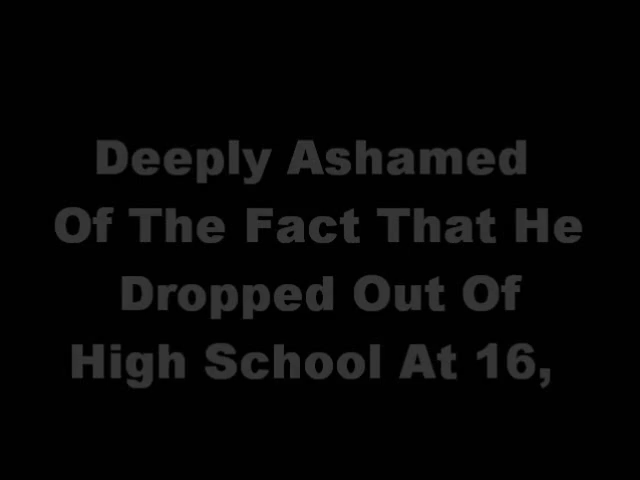 Deeply Ashamed
Of The Fact That He
Dropped Out Of
High School At 16,